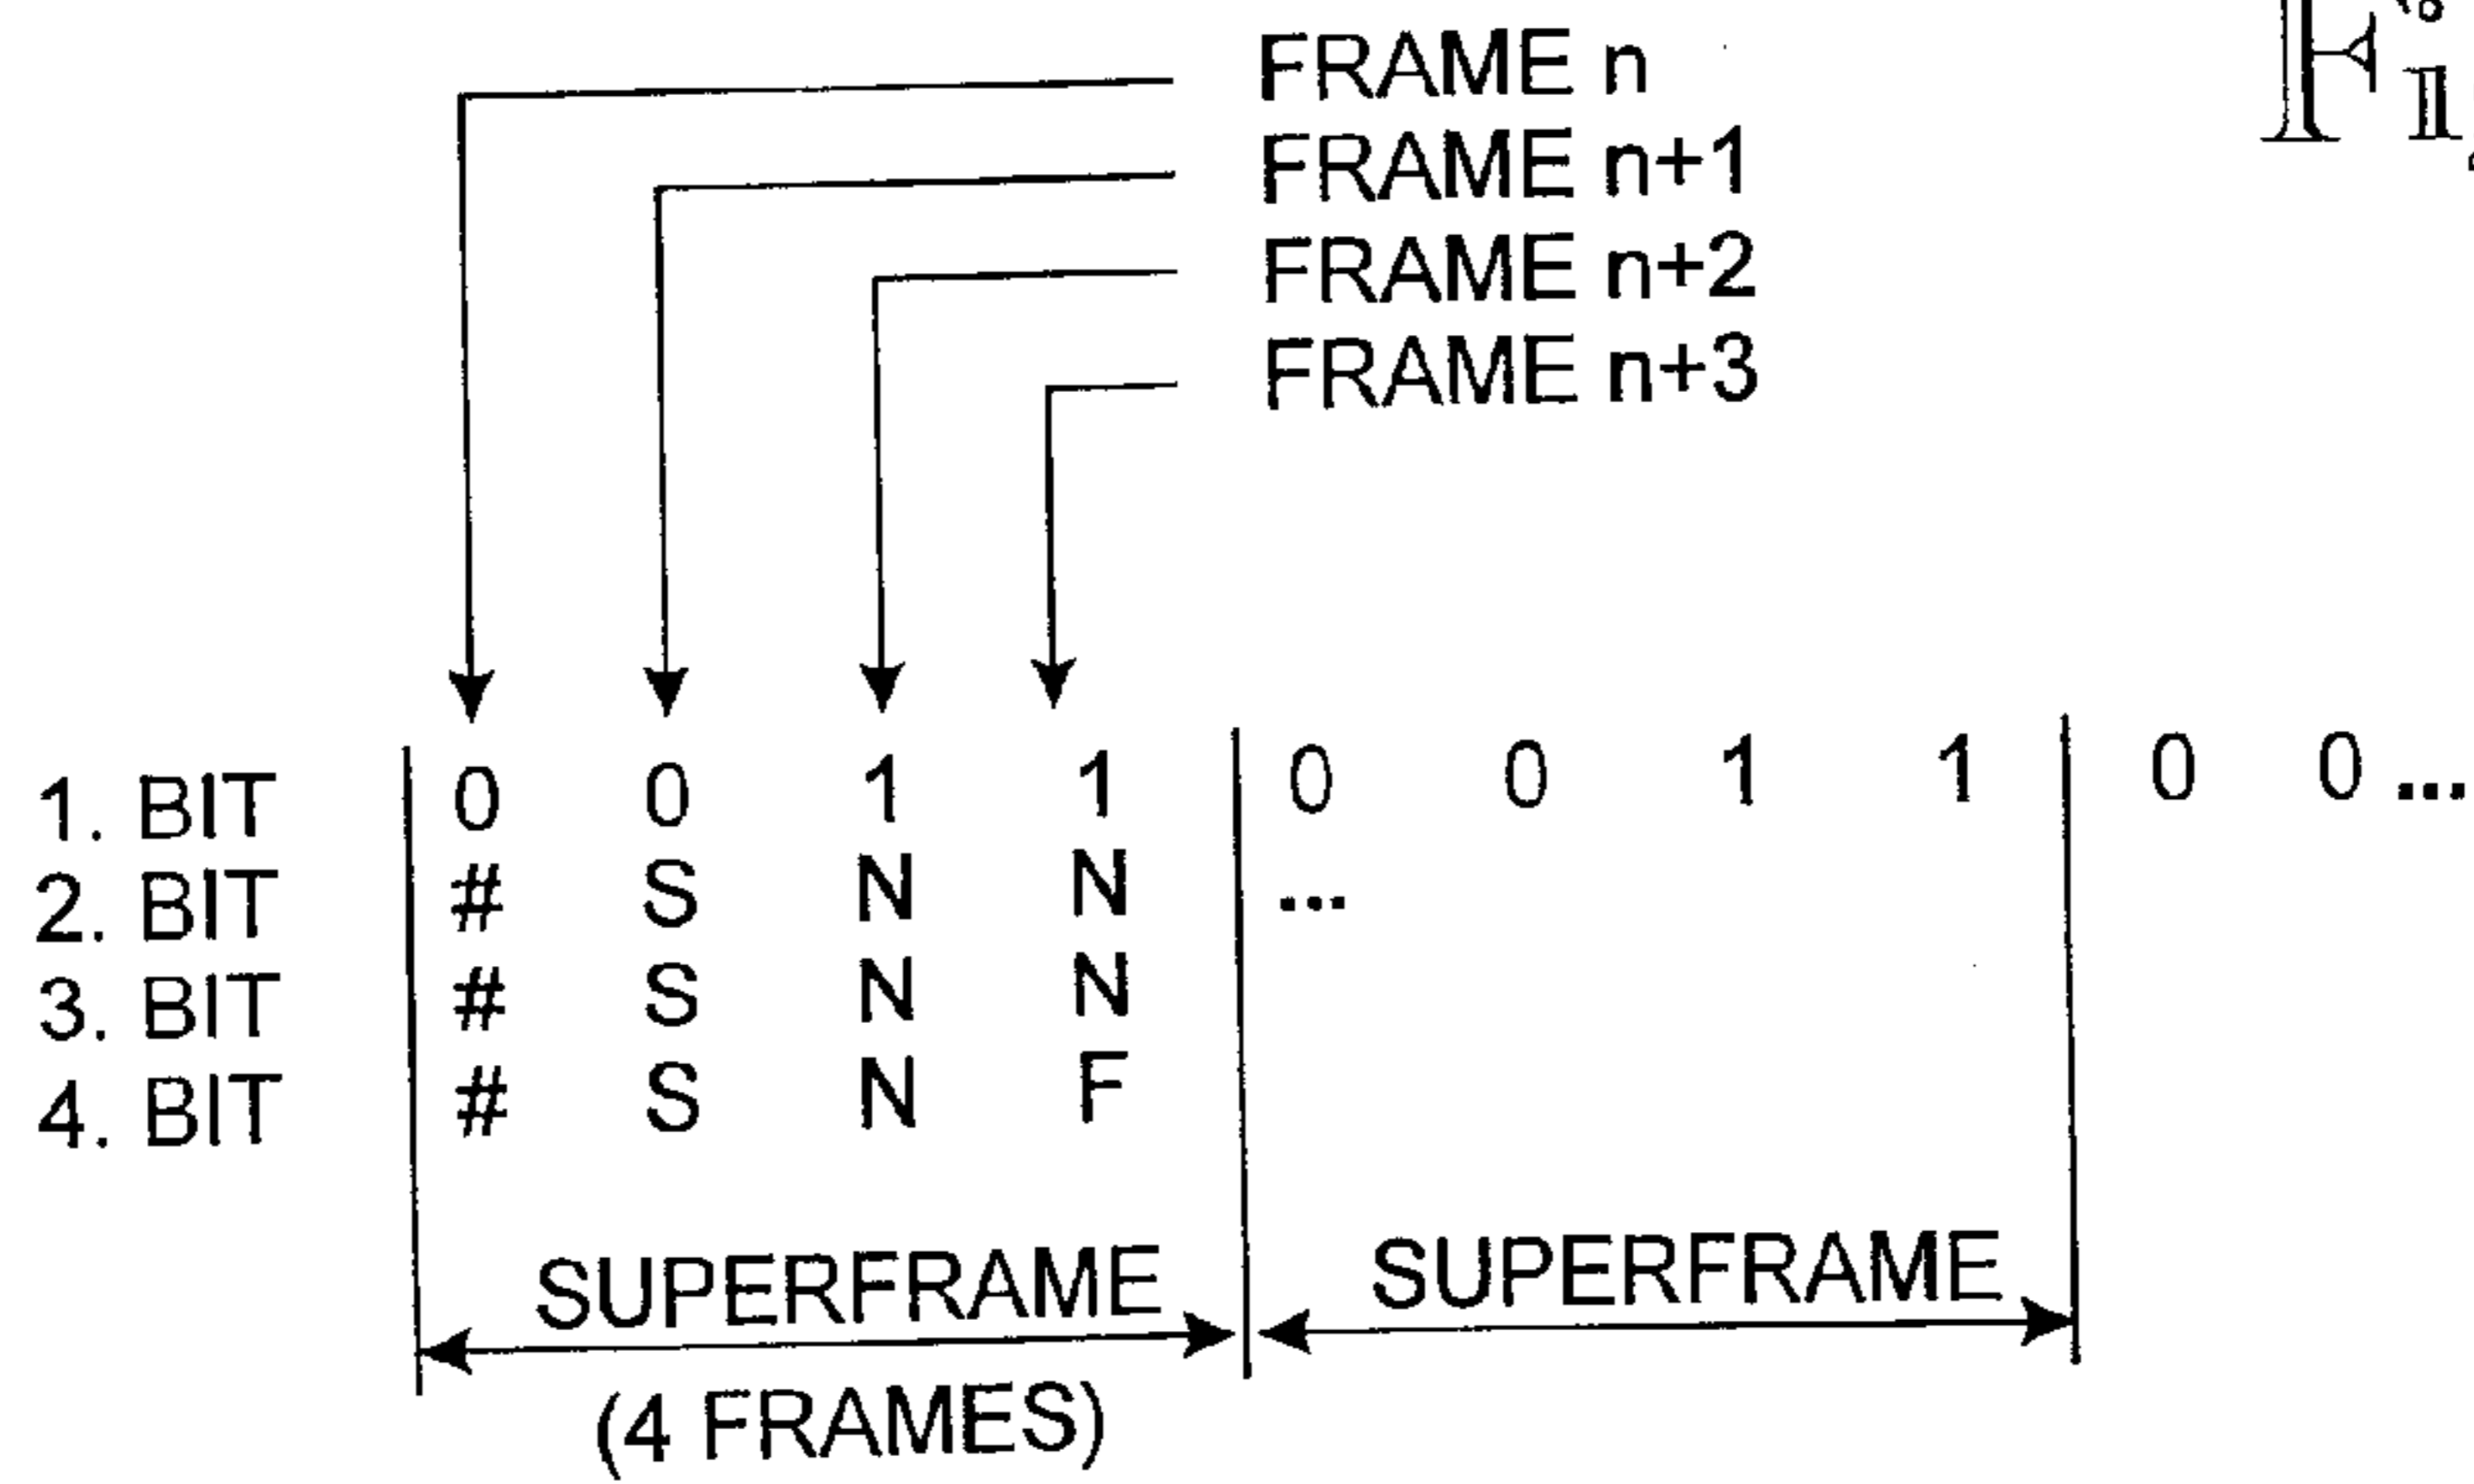 FRAME n
FRAME n+1
FRAME n+2
FRAME n+3
1. BIT 0 0 1 1 0 0 1 1 0 0 ...
2. BIT # S N N ...
3. BIT # S N N
4. BIT # S N F
SUPERFRAME SUPERFRAME
(4 FRAMES)